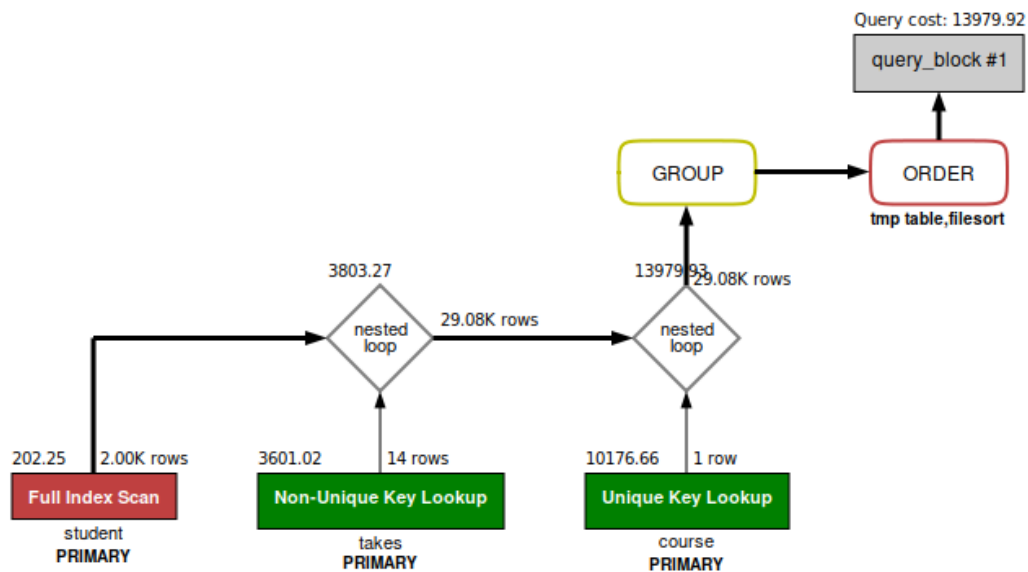 Query cost: 13979.92
query_block #1
GROUP
ORDER
tmp table,filesort
3803.27
13979.93
29.08K rows
nested
loop
29.08K rows
nested
loop
202.25
2.00K rows
3601.02
14 rows
10176.66
1 row
Full Index Scan
Non-Unique Key Lookup
Unique Key Lookup
student
takes
course
PRIMARY
PRIMARY
PRIMARY